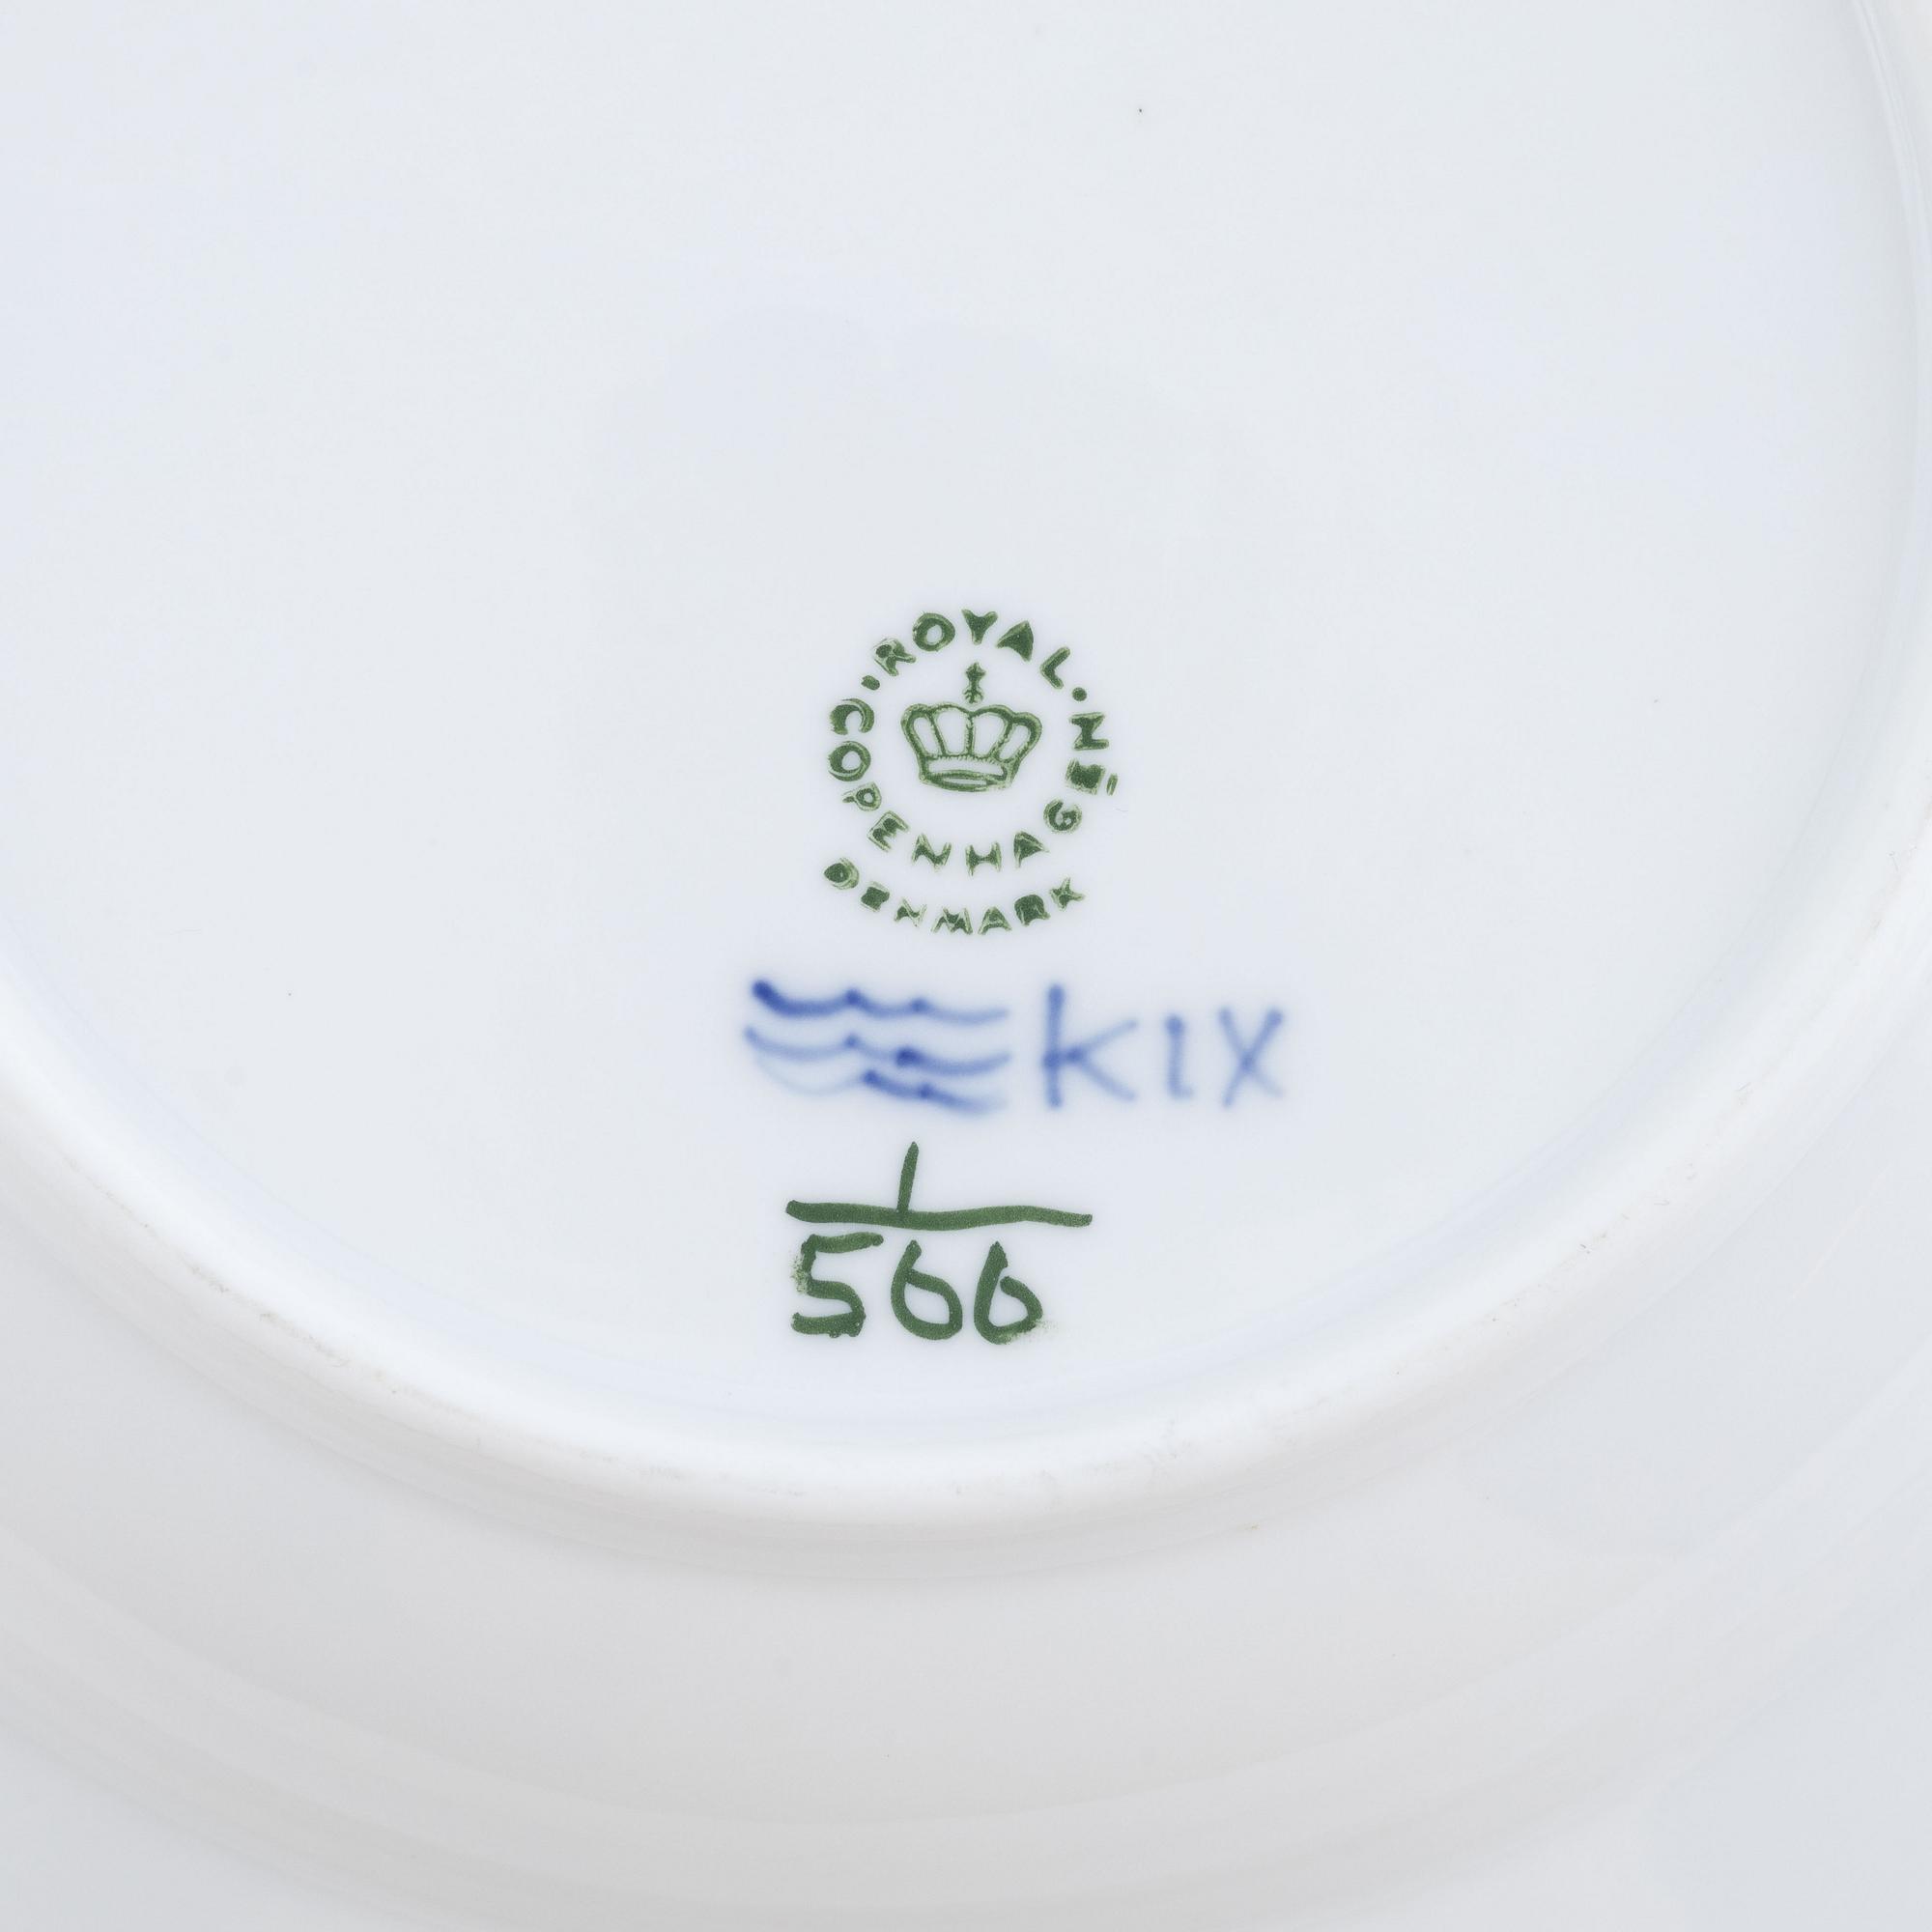 ROYAL
COPENHAGEN
DENMARK
KIX
1
566